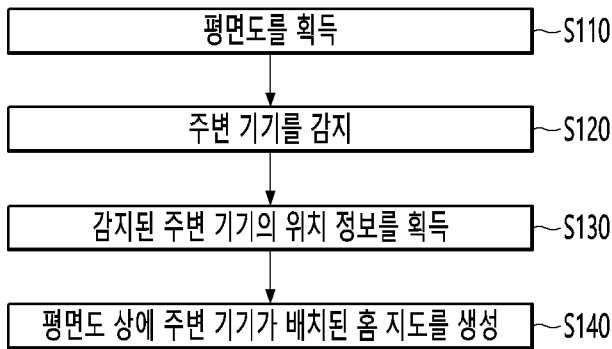 평면도를 획득 S110
주변 기기를 감지 S120
감지된 주변 기기의 위치 정보를 획득 S130
평면도 상에 주변 기기가 배치된 홈 지도를 생성 S140